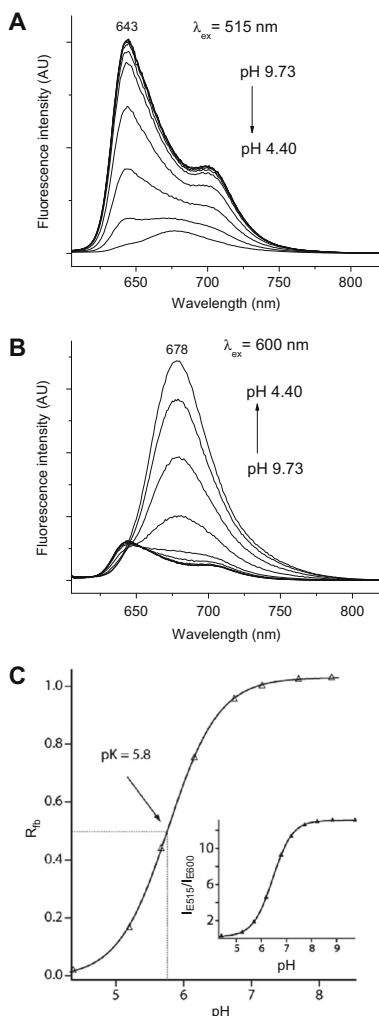 A
643
λex = 515 nm
pH 9.73
pH 4.40
Fluorescence intensity (AU)
650 700 750 800
Wavelength (nm)
B
678
λex= 600 nm
pH 4.40
pH 9.73
Fluorescence intensity (AU)
650 700 750 800
Wavelength (nm)
C
1.0
0.8
0.6
0.4
0.2
0.0
Rfb
pK = 5.8
5 6 7 8
pH
IE515/IE600
10
6
2
5 6 7 8 9
pH